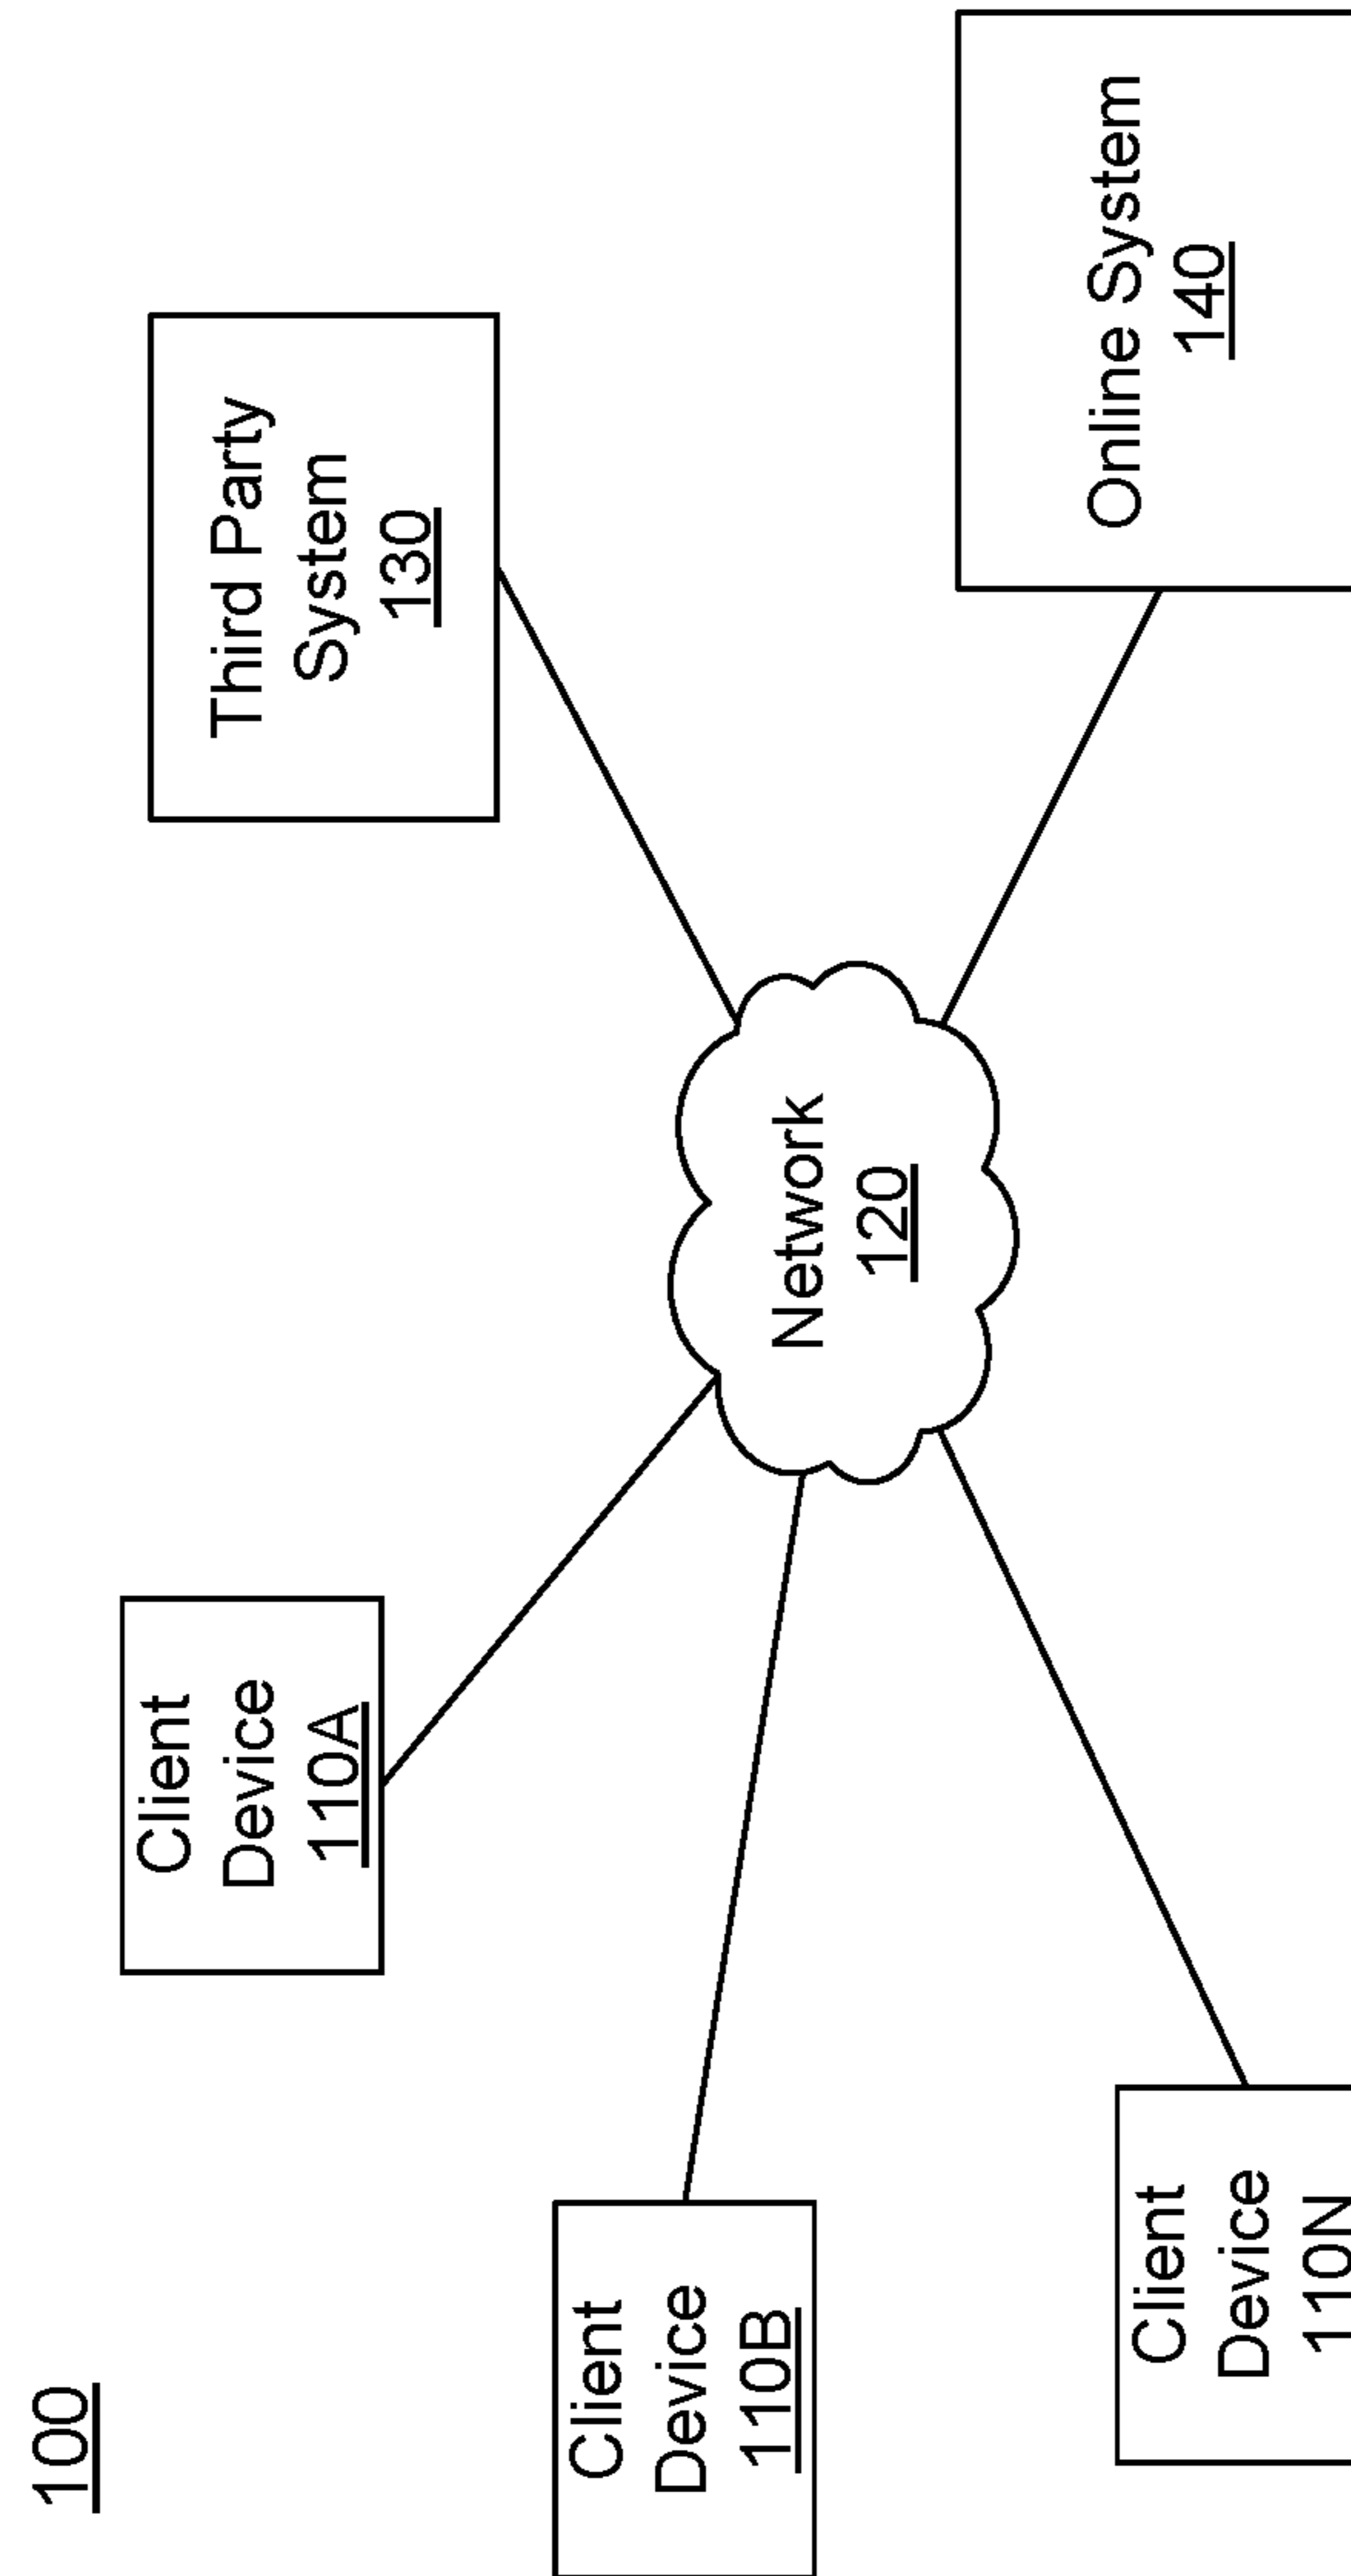 100
Client
Device
110A
Third Party
System
130
Client
Device
110B
Network
120
Client
Device
110N
Online System
140